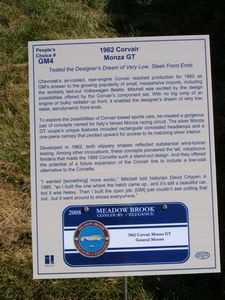 People's
Choice #
GM4
1962 Corvair
Monza GT
Tested the Designer's Dream of Very Low, Sleek Front Ends
Chevrolet's air-cooled, rear-engine Corvair reached production for 1960 as
GM's answer to the growing popularity of small, inexpensive imports, including
the similarly laid-out Volkswagen Beetle. Mitchell was excited by the design
possibilities offered by the Corvair's component set. With no big lump of an
engine or bulky radiator up front, it enabled the designer's dream of very low,
sleek, aerodynamic front ends.
To explore the possibilities of Corvair-based sports cars, he created a gorgeous
pair of concepts named for Italy's famed Monza racing circuit. The silver Monza
GT coupe's unique features included rectangular concealed headlamps and a
one-piece canopy that pivoted upward for access to its reclining silver interior.
Developed in 1962, both slippery shapes reflected substantial wind-tunnel
testing. Among other innovations, these concepts pioneered the tall, voluptuous
fenders that made the 1968 Corvette such a stand-out design. And they offered
the potential of a future expansion of the Corvair line to include a low-cost
alternative to the Corvette.
"I wanted [something] more exotic," Mitchell told historian David Crippen in
1985, "so I built the one where the hatch came up...and it's still a beautiful car,
but it was heavy. Then I built the open job. [GM] just couldn't see putting that
out...but it went around to shows everywhere."
2008
MEADOW BROOK
CONCOURS d'ELEGANCE
1962 Corvair Monza GT
General Motors